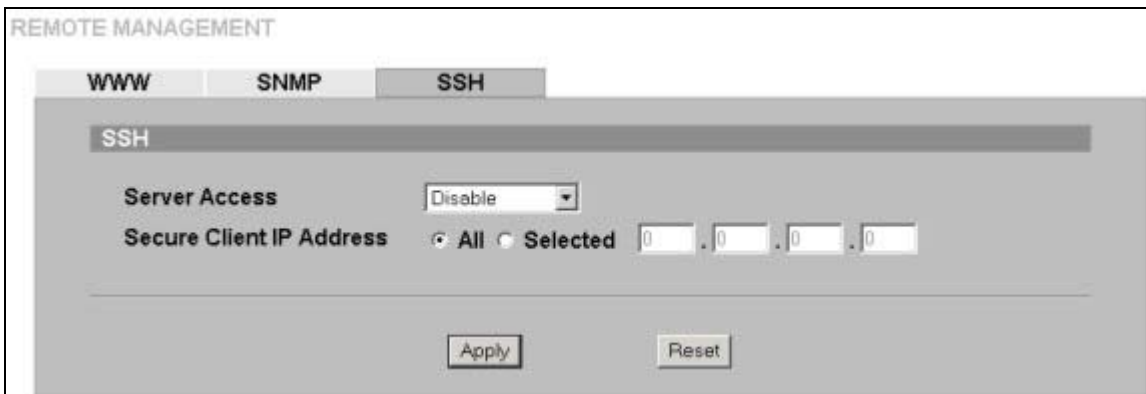 REMOTE MANAGEMENT
WWW SNMP SSH
SSH
Server Access Disable
Secure Client IP Address All Selected 0 . 0 . 0 . 0
Apply Reset